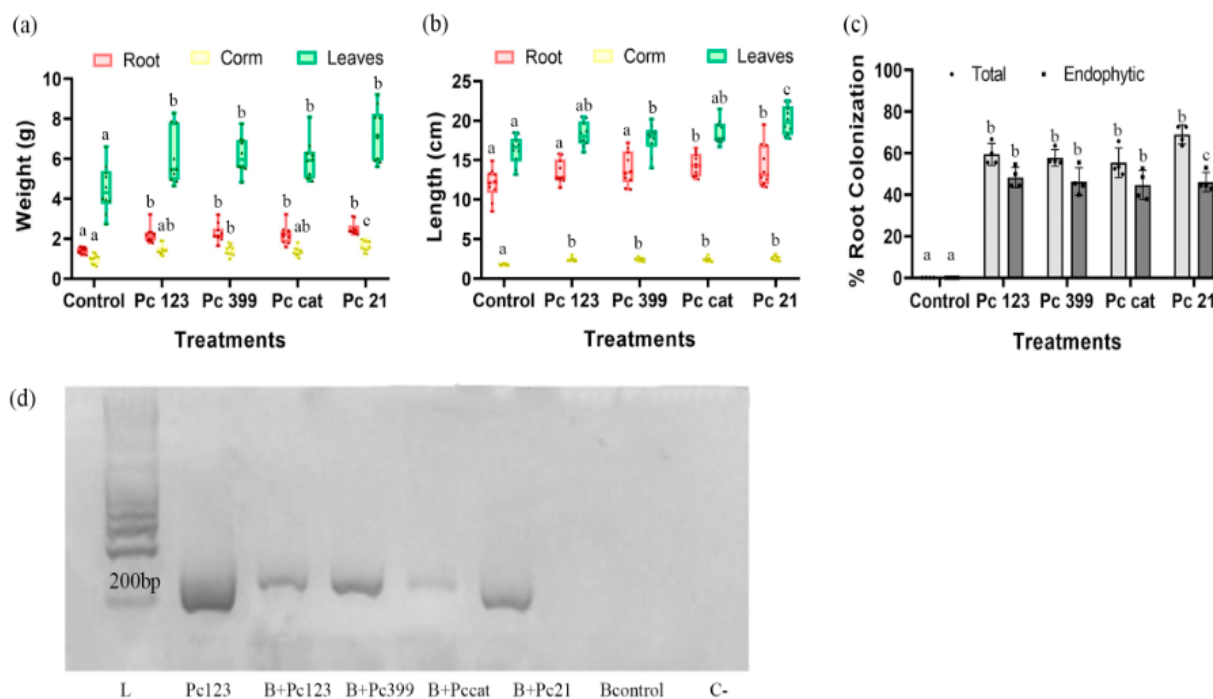 (a)
Root Corm Leaves
Weight (g)
10
8
6
4
2
0
a a a
b ab b
b b b
b ab b
b c b
Control Pc 123 Pc 399 Pc cat Pc 21
Treatments
(b)
Root Corm Leaves
Length (cm)
25
20
15
10
5
0
a a a
a b ab
a b b
b b ab
b b c
Control Pc 123 Pc 399 Pc cat Pc 21
Treatments
(c)
Total Endophytic
% Root Colonization
100
80
60
40
20
0
a a
b b
b b
b b
b c
Control Pc 123 Pc 399 Pc cat Pc 21
Treatments
(d)
200bp
L Pc123 B+Pc123 B+Pc399 B+Pccat B+Pc21 Bcontrol C-